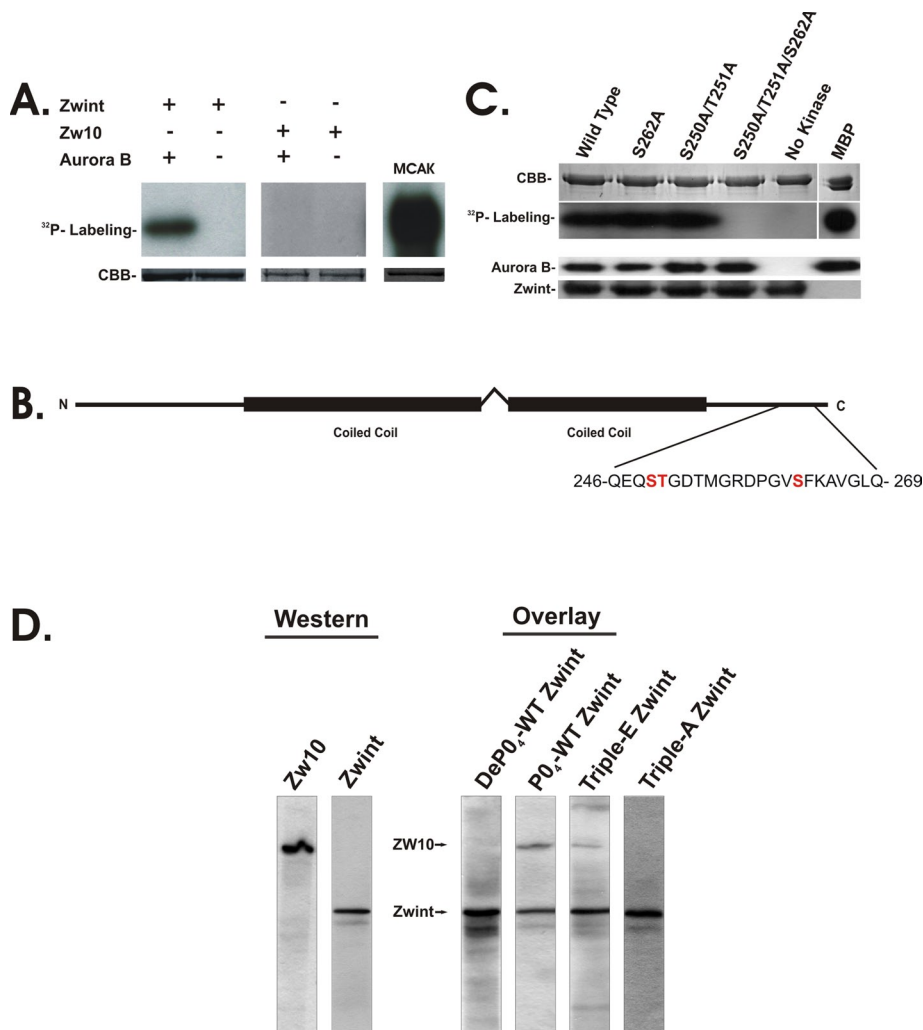 A.
Zwint + + - -
Zw10 - - + +
Aurora B + - + -
MCAK
³²P- Labeling-
CBB-
C.
Wild Type
S262A
S250A/T251A
S250A/T251A/S262A
No Kinase
MBP
CBB-
³²P- Labeling-
Aurora B-
Zwint-
B.
N
C
Coiled Coil
Coiled Coil
246-QEQSTGDTMGRDPGVSFKAVGLQ- 269
D.
Western
Overlay
Zw10
Zwint
DeP0₄-WT Zwint
P0₄-WT Zwint
Triple-E Zwint
Triple-A Zwint
ZW10→
Zwint→